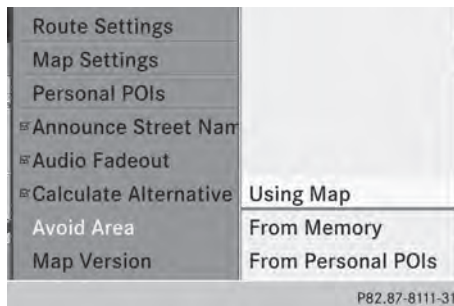 Route Settings
Map Settings
Personal POIs
Announce Street Nam
Audio Fadeout
Calculate Alternative
Avoid Area
Map Version
Using Map
From Memory
From Personal POIs
P82.87-8111-31